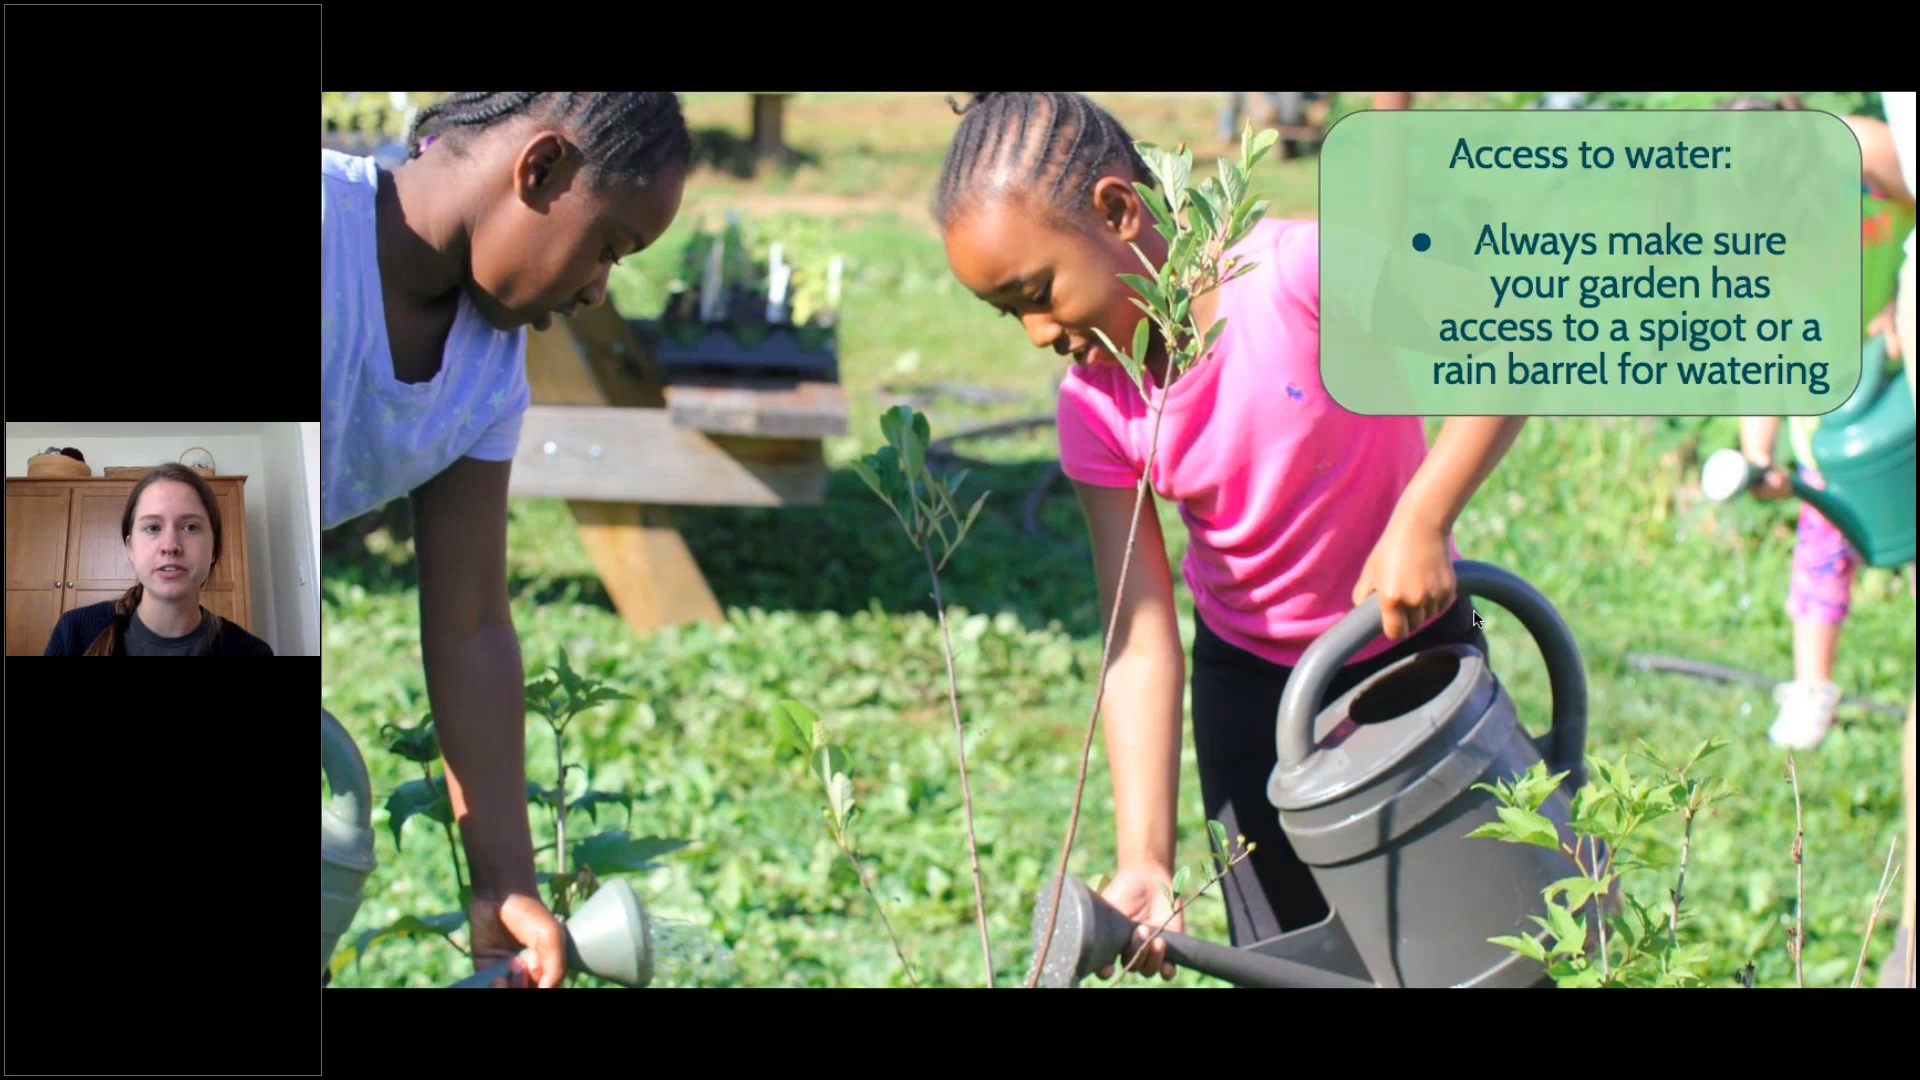 Access to water:
● Always make sure
your garden has
access to a spigot or a
rain barrel for watering